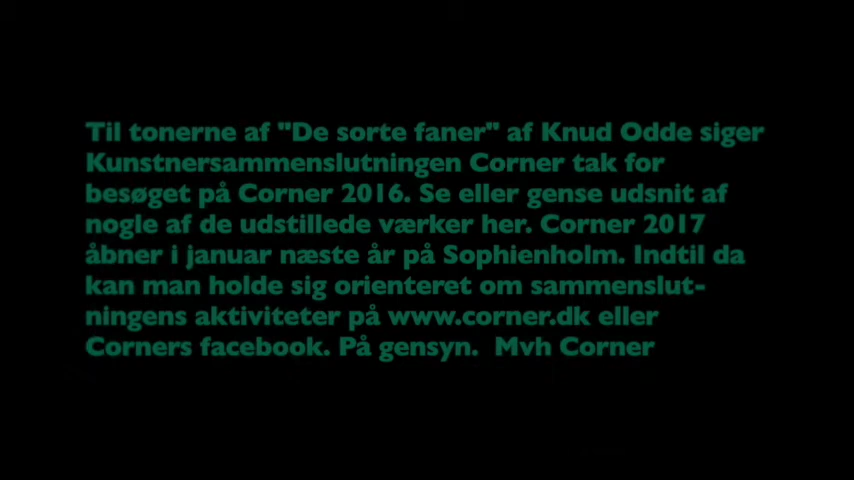 Til tonerne af "De sorte faner" af Knud Odde siger
Kunstnersammenslutningen Corner tak for
besøget på Corner 2016. Se eller gense udsnit af
nogle af de udstillede værker her. Corner 2017
åbner i januar næste år på Sophienholm. Indtil da
kan man holde sig orienteret om sammenslut-
ningens aktiviteter på www.corner.dk eller
Corners facebook. På gensyn.  Mvh Corner